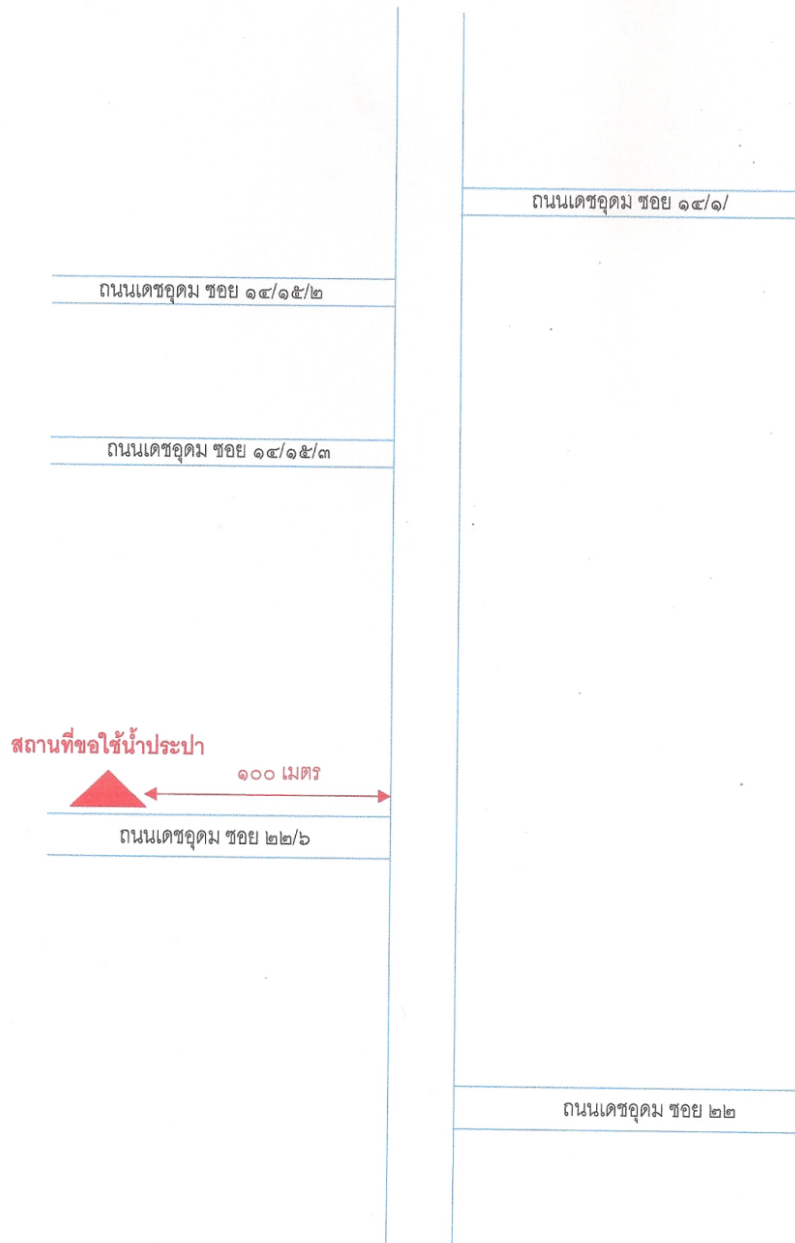 ถนนเดชอุดม ซอย ๑๔/๑/
ถนนเดชอุดม ซอย ๑๔/๑๕/๒
ถนนเดชอุดม ซอย ๑๔/๑๕/๓
สถานที่ขอใช้น้ำประปา
๑๐๐ เมตร
ถนนเดชอุดม ซอย ๒๒/๖
ถนนเดชอุดม ซอย ๒๒